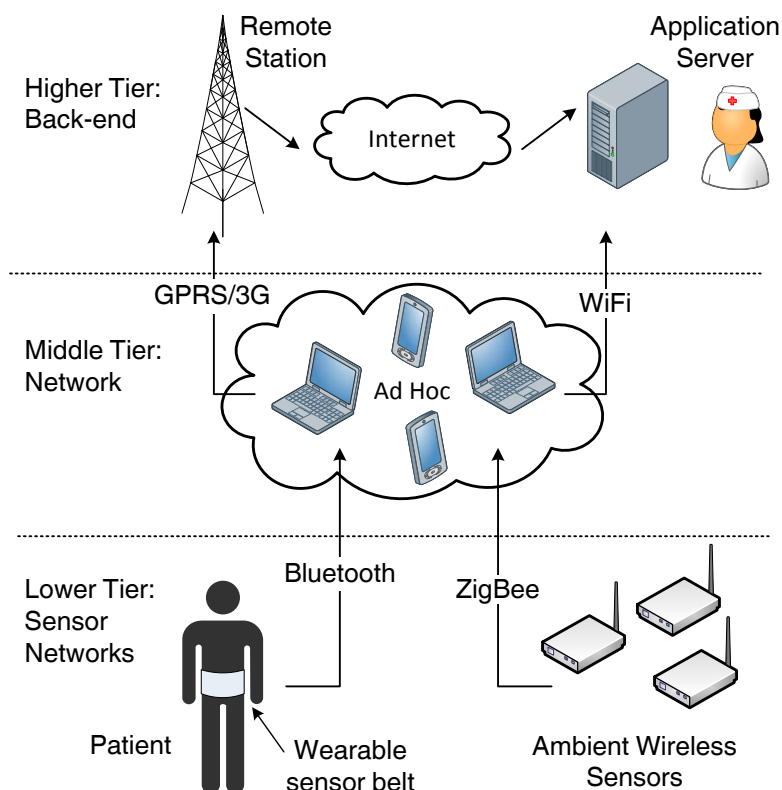 Remote
Station
Application
Server
Higher Tier:
Back-end
Internet
GPRS/3G
WiFi
Middle Tier:
Network
Ad Hoc
Bluetooth
ZigBee
Lower Tier:
Sensor
Networks
Patient
Wearable
sensor belt
Ambient Wireless
Sensors